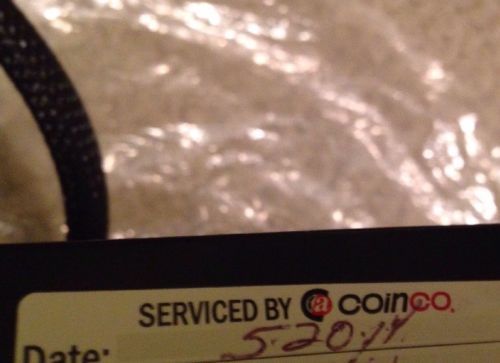 SERVICED BY COINCO.
Date: 5-20-14